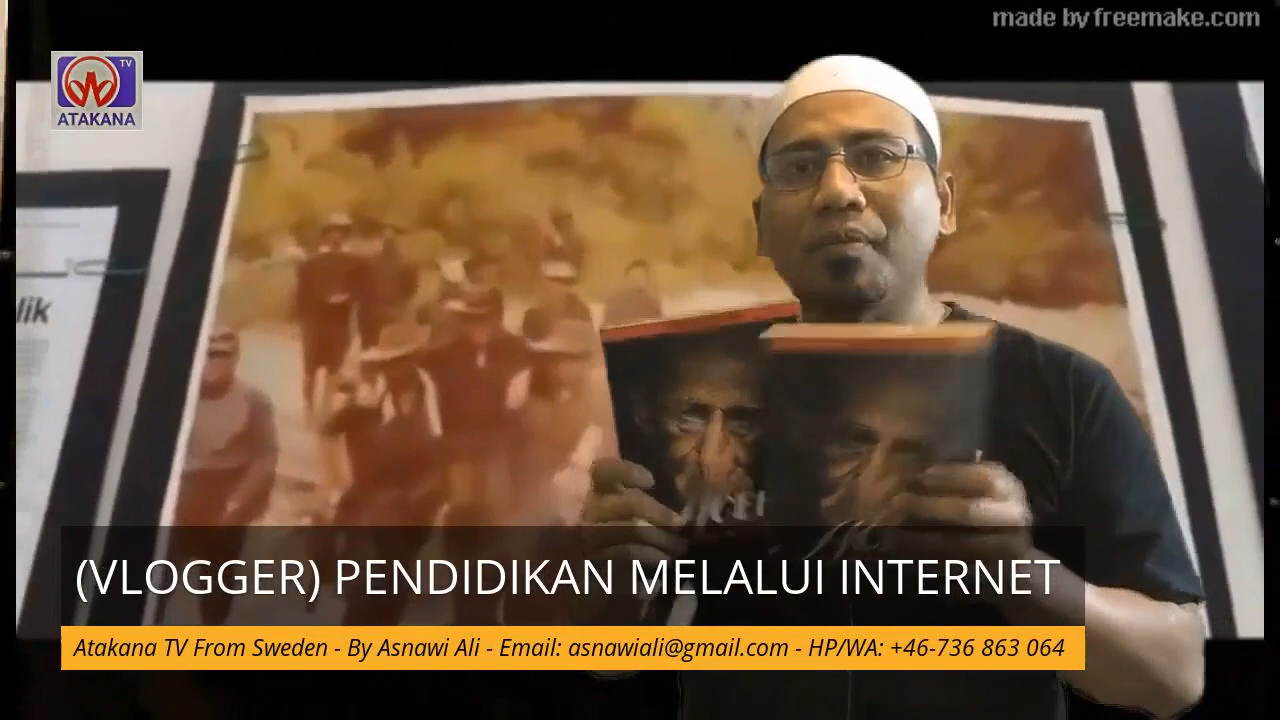 made by freemake.com
TV
ATAKANA
lik
(VLOGGER) PENDIDIKAN MELALUI INTERNET
Atakana TV From Sweden - By Asnawi Ali - Email: asnawiali@gmail.com - HP/WA: +46-736 863 064